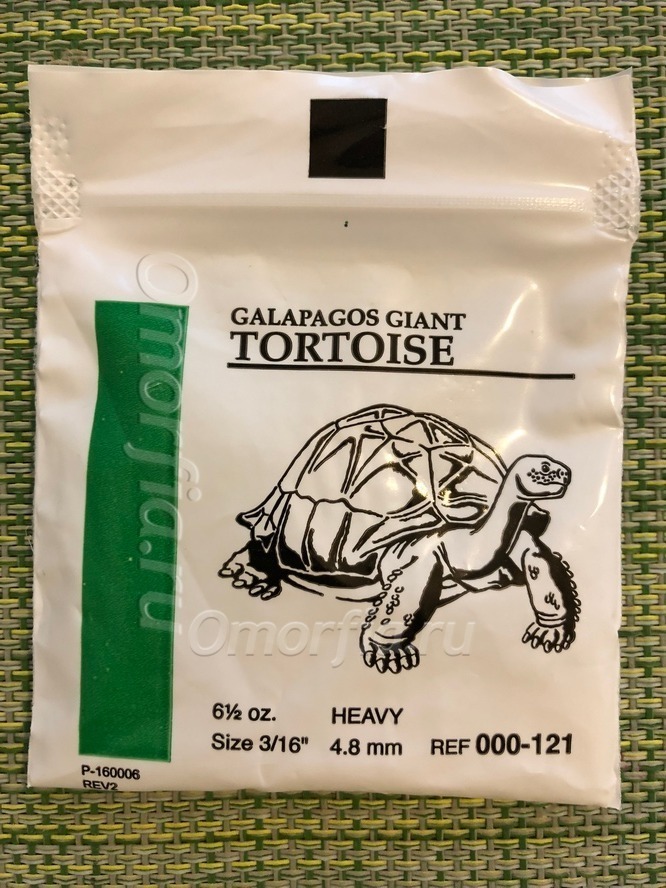 GALAPAGOS GIANT
TORTOISE
Omorfia.ru
Omorfia.ru
6½ oz. HEAVY
Size 3/16" 4.8 mm REF 000-121
P-160006
REV2